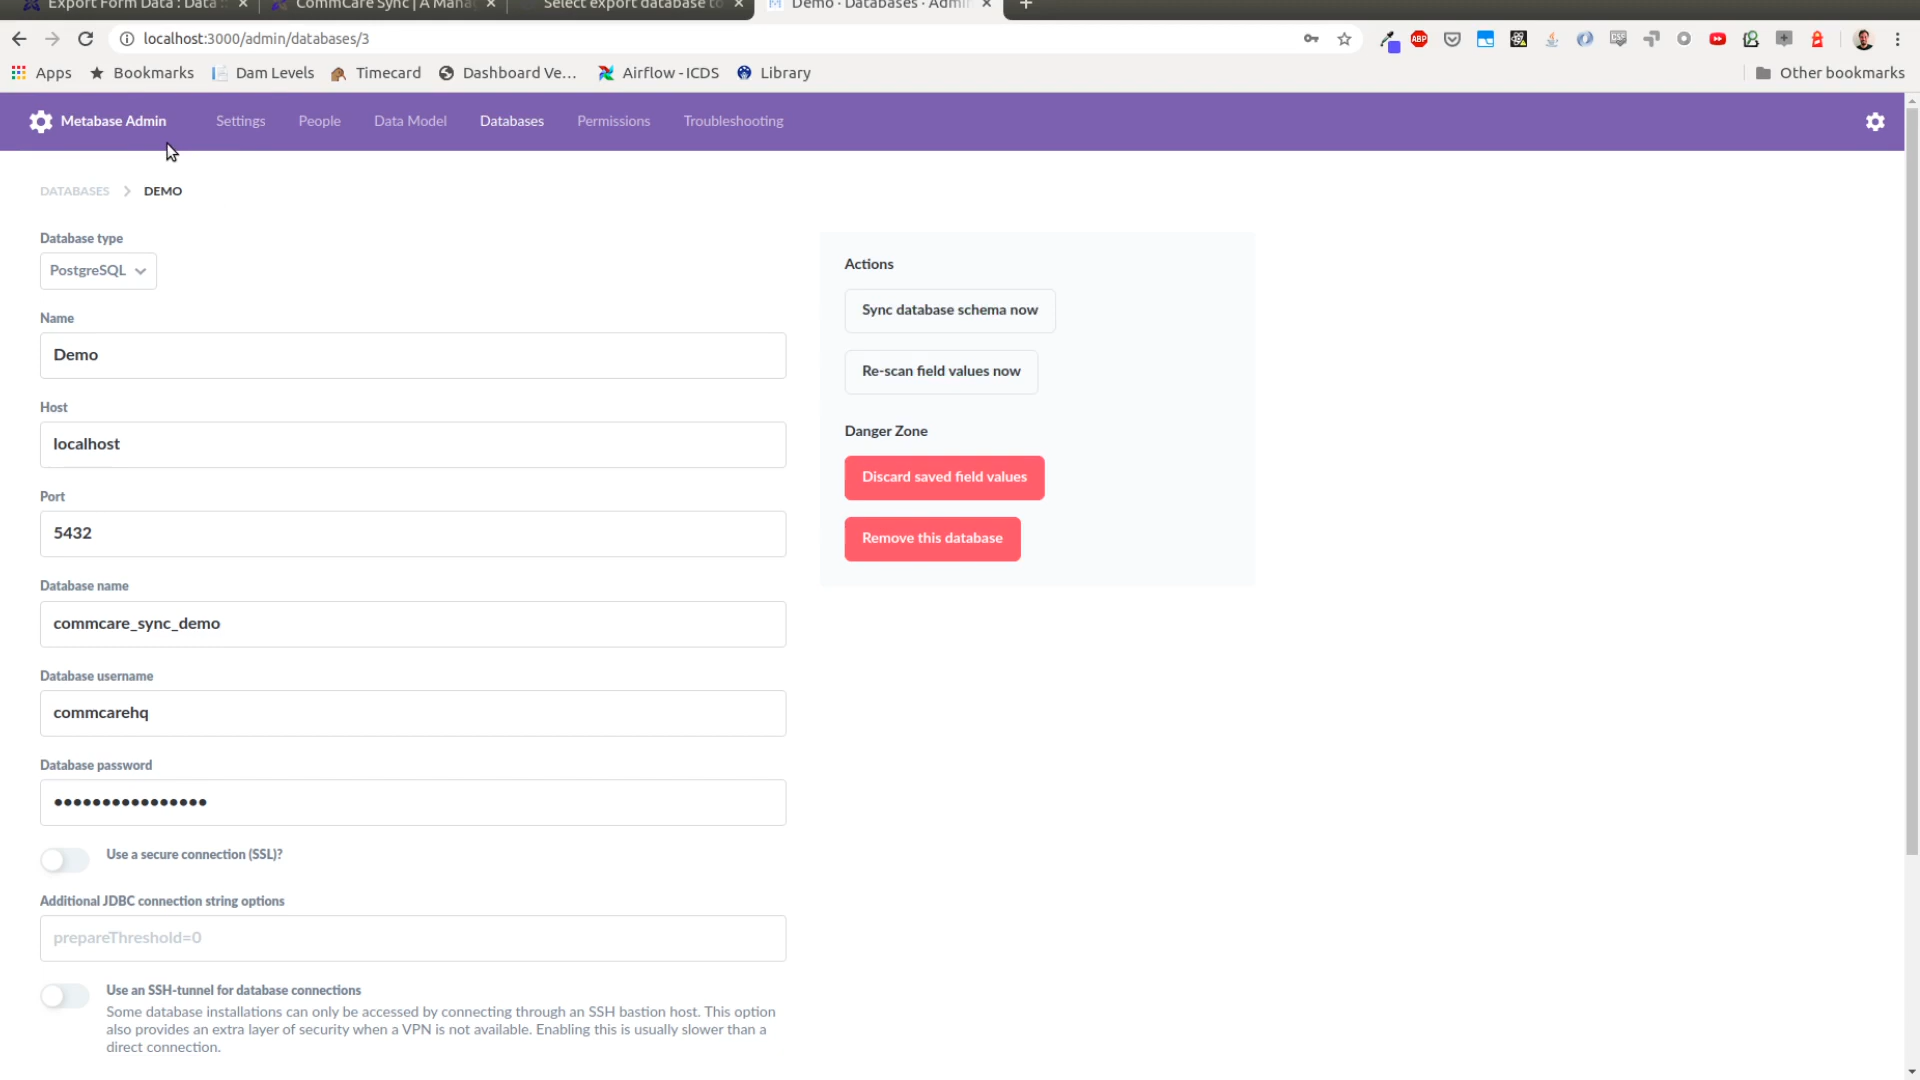 Export Form Data : Data ::
CommCare Sync | A Mana
Select export database to
Demo · Databases · Admin
localhost:3000/admin/databases/3
ABP
CSS
Apps
Bookmarks
Dam Levels
Timecard
Dashboard Ve...
Airflow - ICDS
Library
Other bookmarks
Metabase Admin
Settings
People
Data Model
Databases
Permissions
Troubleshooting
DATABASES
DEMO
Database type
PostgreSQL
Name
Demo
Host
localhost
Port
5432
Database name
commcare_sync_demo
Database username
commcarehq
Database password
••••••••••••••••
Use a secure connection (SSL)?
Additional JDBC connection string options
prepareThreshold=0
Use an SSH-tunnel for database connections
Some database installations can only be accessed by connecting through an SSH bastion host. This option
also provides an extra layer of security when a VPN is not available. Enabling this is usually slower than a
direct connection.
Actions
Sync database schema now
Re-scan field values now
Danger Zone
Discard saved field values
Remove this database